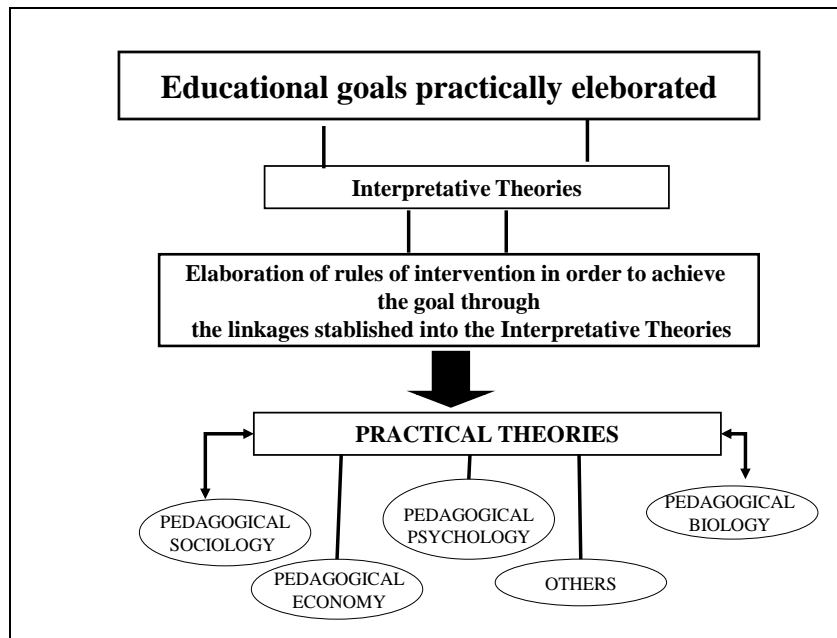 Educational goals practically eleborated
Interpretative Theories
Elaboration of rules of intervention in order to achieve
the goal through
the linkages stablished into the Interpretative Theories
PRACTICAL THEORIES
PEDAGOGICAL
SOCIOLOGY
PEDAGOGICAL
ECONOMY
PEDAGOGICAL
PSYCHOLOGY
OTHERS
PEDAGOGICAL
BIOLOGY